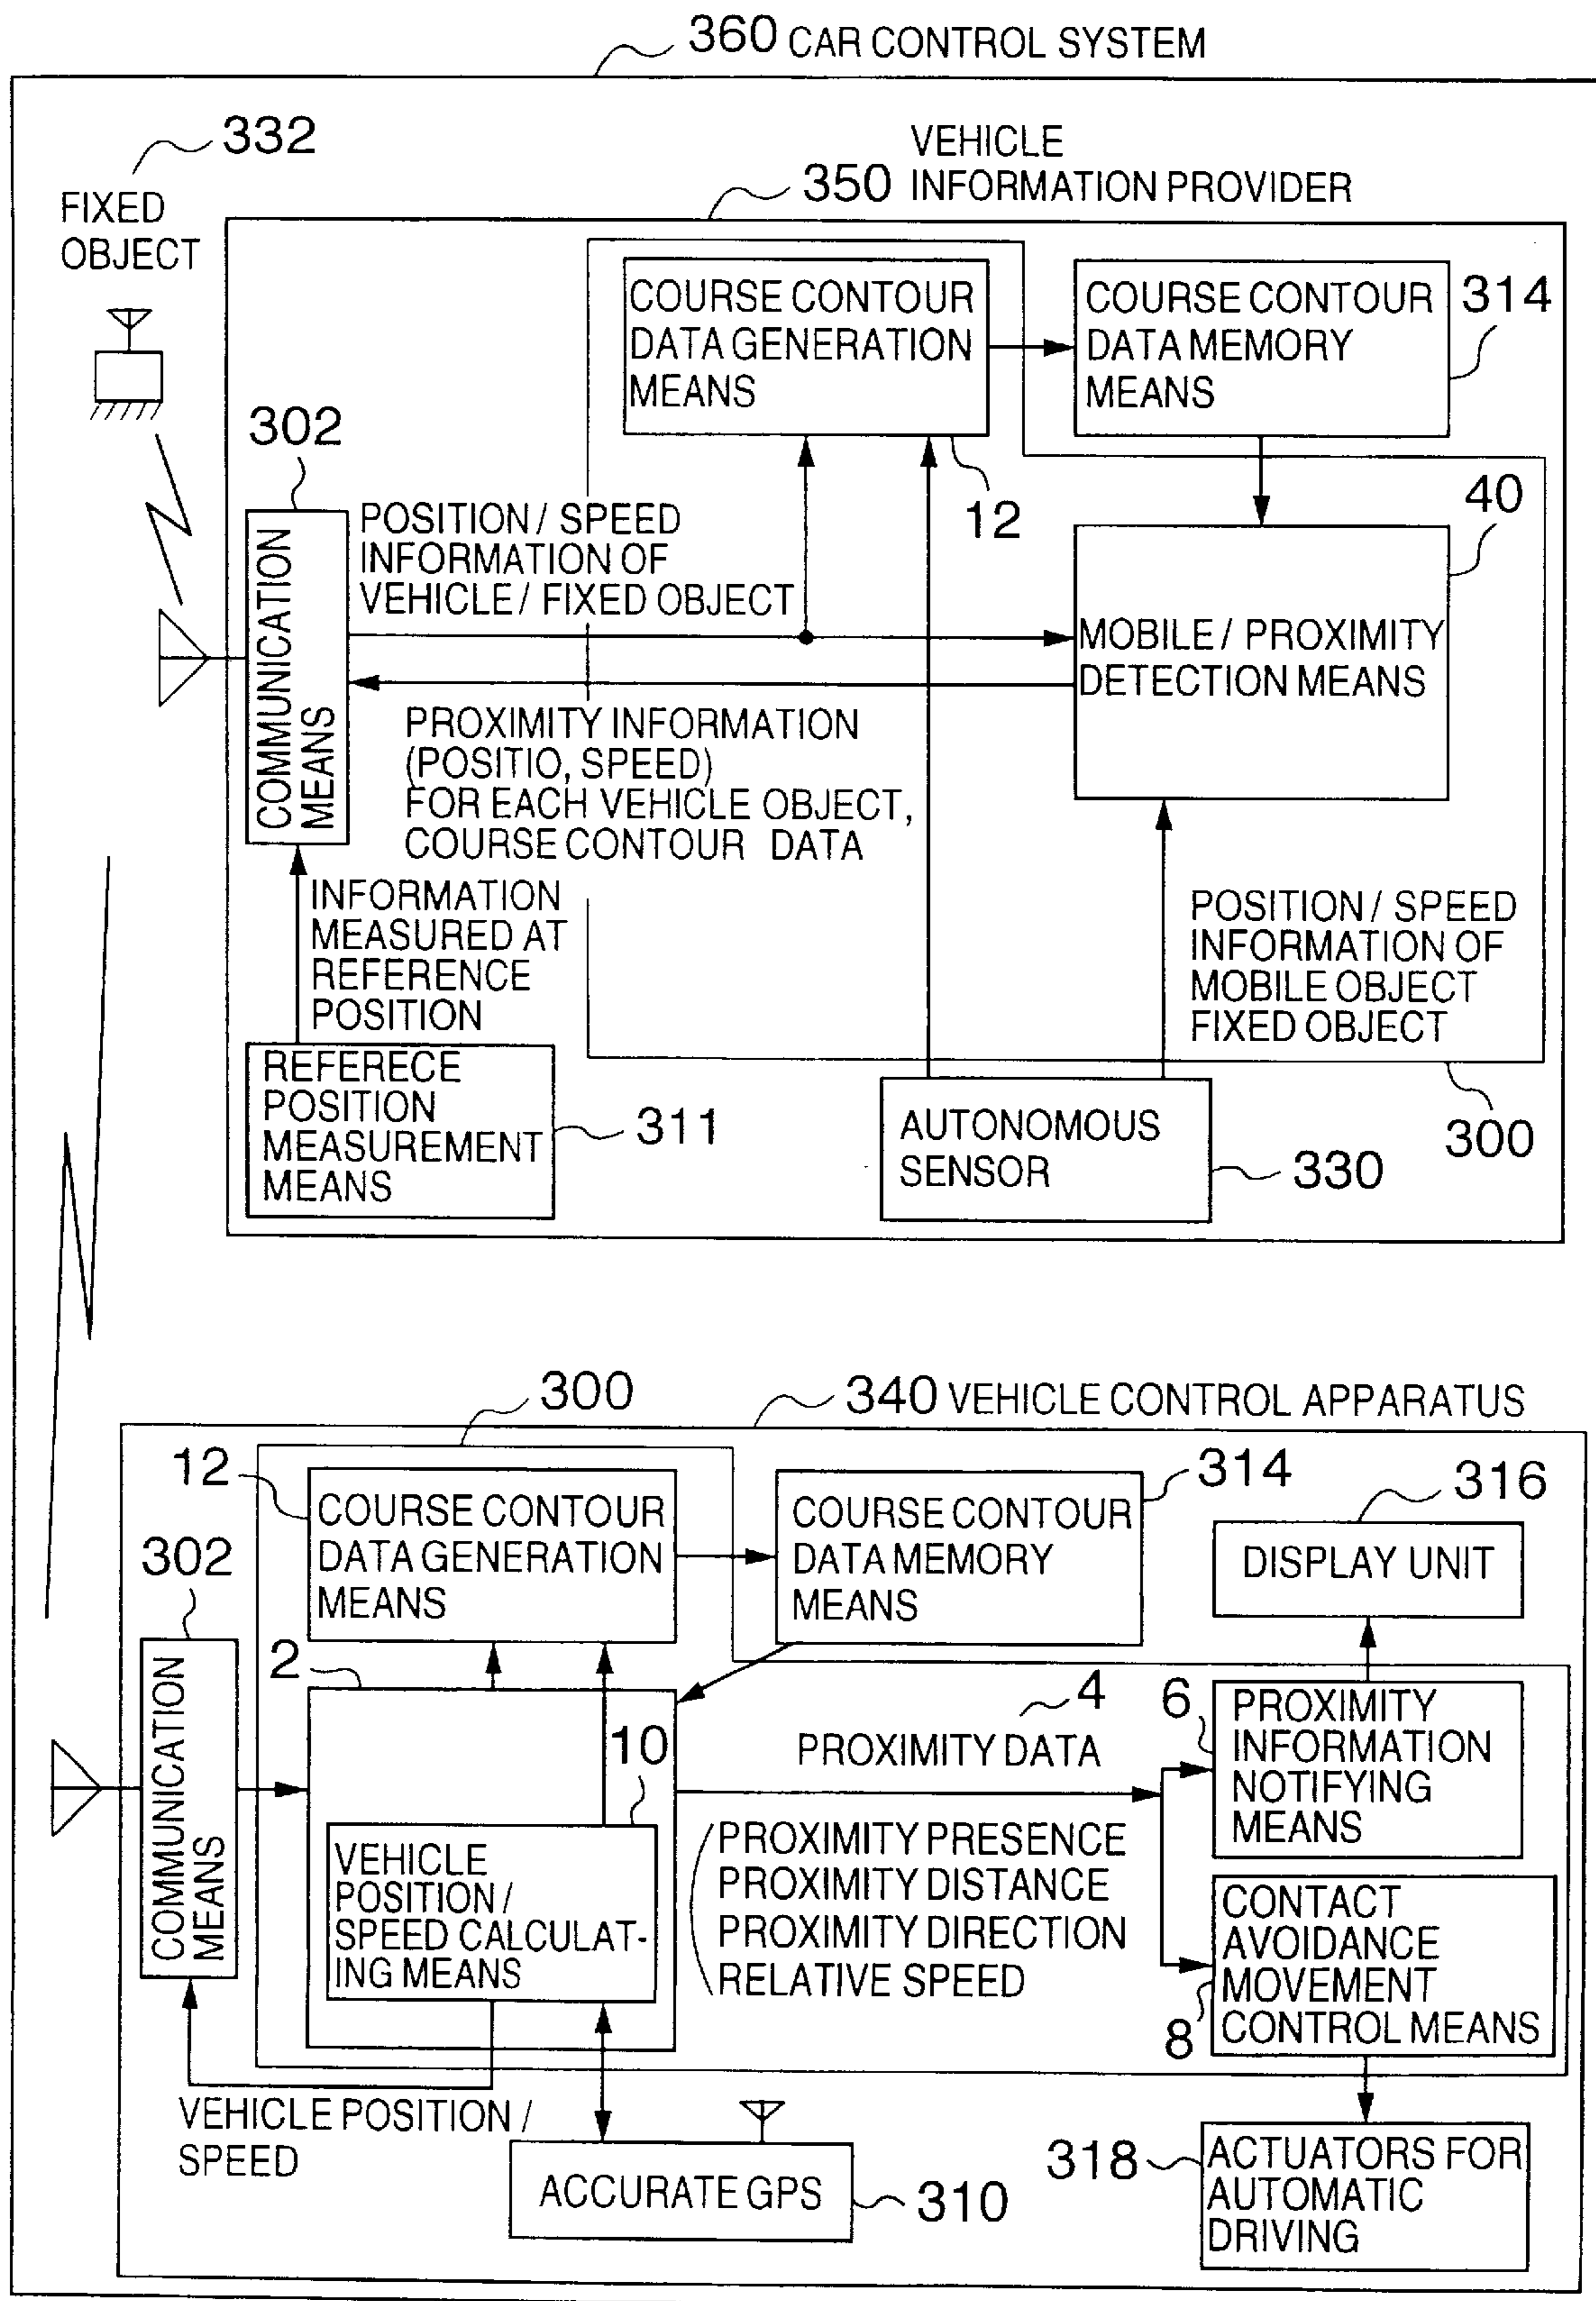 360 CAR CONTROL SYSTEM
332
FIXED
OBJECT
VEHICLE
350 INFORMATION PROVIDER
COURSE CONTOUR
DATA GENERATION
MEANS
12
COURSE CONTOUR
DATA MEMORY
MEANS
314
302
COMMUNICATION
MEANS
POSITION / SPEED
INFORMATION OF
VEHICLE / FIXED OBJECT
40
MOBILE / PROXIMITY
DETECTION MEANS
PROXIMITY INFORMATION
(POSITIO, SPEED)
FOR EACH VEHICLE OBJECT,
COURSE CONTOUR DATA
INFORMATION
MEASURED AT
REFERENCE
POSITION
POSITION / SPEED
INFORMATION OF
MOBILE OBJECT
FIXED OBJECT
REFERECE
POSITION
MEASUREMENT
MEANS
311
AUTONOMOUS
SENSOR
330
300
300
340 VEHICLE CONTROL APPARATUS
12
COURSE CONTOUR
DATA GENERATION
MEANS
COURSE CONTOUR
DATA MEMORY
MEANS
314
316
DISPLAY UNIT
302
COMMUNICATION
MEANS
2
10
VEHICLE
POSITION /
SPEED CALCULAT-
ING MEANS
4
PROXIMITY DATA
PROXIMITY PRESENCE
PROXIMITY DISTANCE
PROXIMITY DIRECTION
RELATIVE SPEED
6
PROXIMITY
INFORMATION
NOTIFYING
MEANS
CONTACT
AVOIDANCE
MOVEMENT
CONTROL MEANS
8
VEHICLE POSITION /
SPEED
ACCURATE GPS
310
318
ACTUATORS FOR
AUTOMATIC
DRIVING